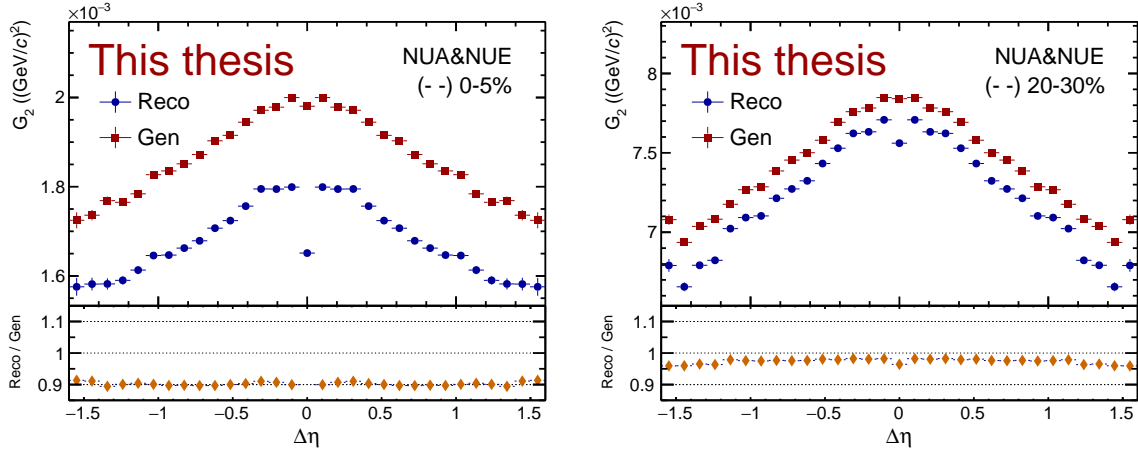 ×10⁻³
This thesis
NUA&NUE
(- -) 0-5%
Reco
Gen
G₂ ((GeV/c)²)
2
1.8
1.6
Reco / Gen
1.1
1
0.9
−1.5 −1 −0.5 0 0.5 1 1.5
Δη
×10⁻³
This thesis
NUA&NUE
(- -) 20-30%
Reco
Gen
G₂ ((GeV/c)²)
8
7.5
7
Reco / Gen
1.1
1
0.9
−1.5 −1 −0.5 0 0.5 1 1.5
Δη